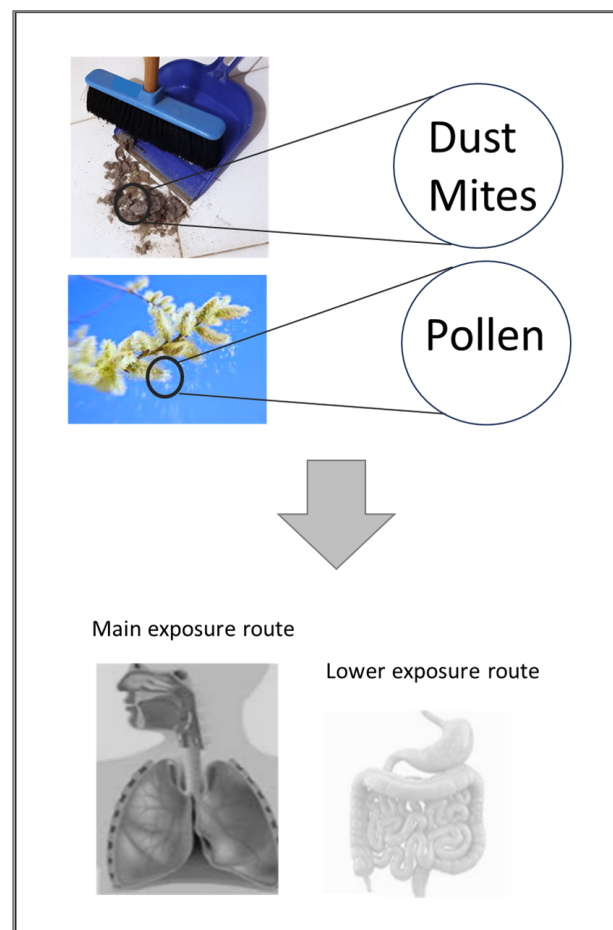 Dust
Mites
Pollen
Main exposure route
Lower exposure route